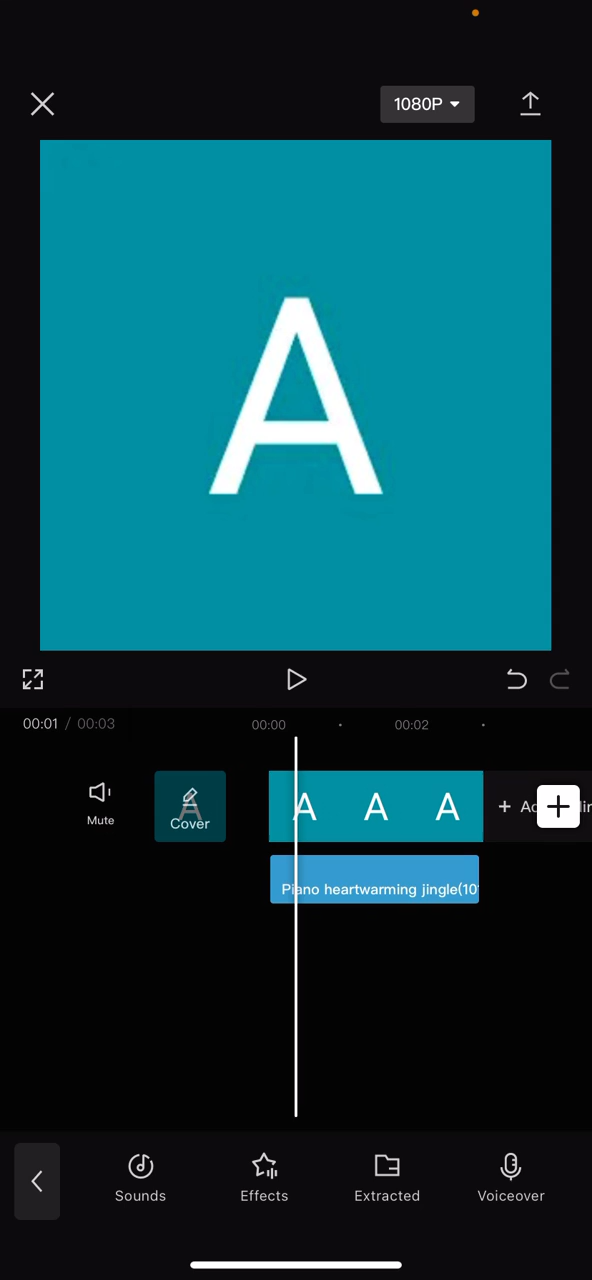 1080P
A
00:01 / 00:03
00:00
00:02
Mute
Cover
A
A A A
+
Piano heartwarming jingle(10
Sounds
Effects
Extracted
Voiceover